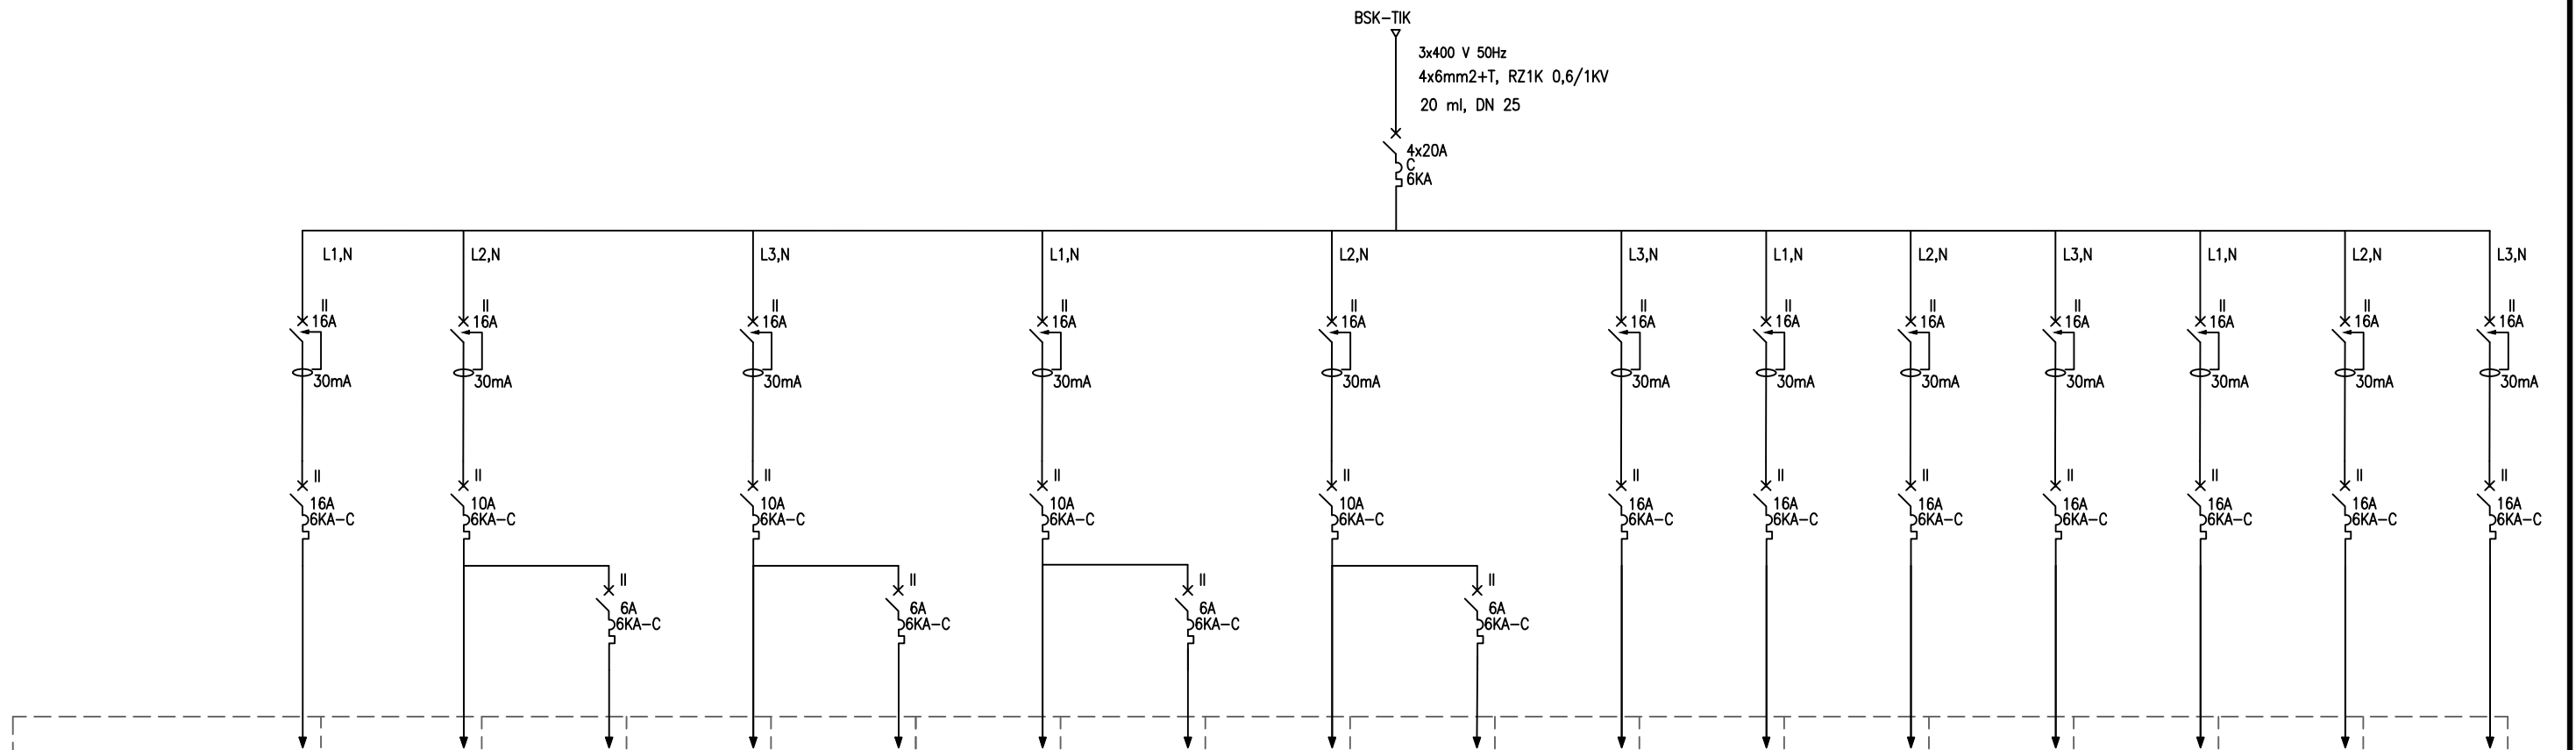 BSK-TIK
3x400 V 50Hz
4x6mm2+T, RZ1K 0,6/1KV
20 ml, DN 25
4x20A
C
6KA
L1,N L2,N L3,N L1,N L2,N L3,N L1,N L2,N L3,N L1,N L2,N L3,N
II II II II II II II II II II II II
16A 16A 16A 16A 16A 16A 16A 16A 16A 16A 16A 16A
30mA 30mA 30mA 30mA 30mA 30mA 30mA 30mA 30mA 30mA 30mA 30mA
II II II II II II II II II II II II
16A 10A 10A 10A 10A 16A 16A 16A 16A 16A 16A 16A
6KA-C 6KA-C 6KA-C 6KA-C 6KA-C 6KA-C 6KA-C 6KA-C 6KA-C 6KA-C 6KA-C 6KA-C
II II II II
6A 6A 6A 6A
6KA-C 6KA-C 6KA-C 6KA-C